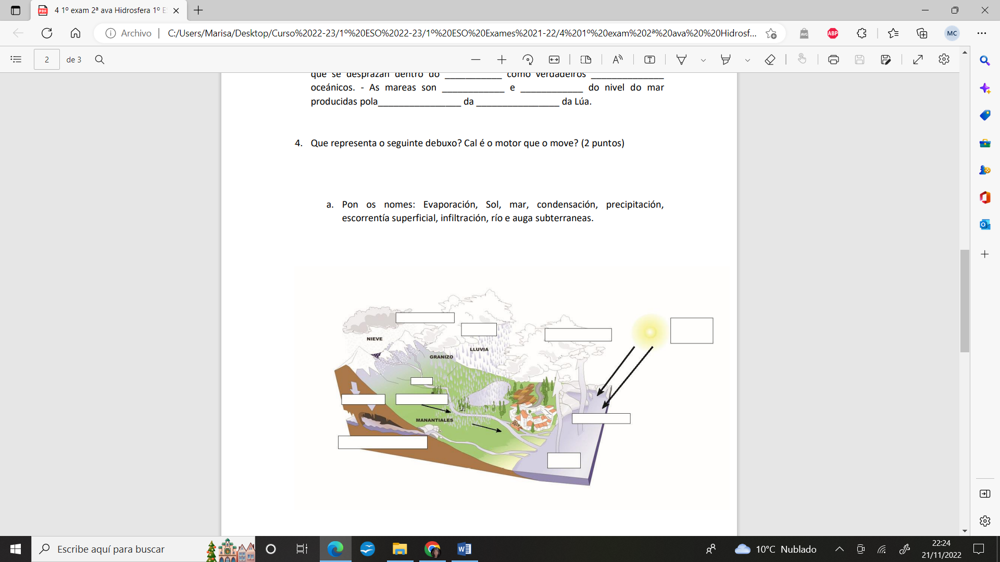 4 1º exam 2ª ava Hidrosfera 1º E
Archivo
C:/Users/Marisa/Desktop/Curso%2022-23/1º%20ESO%2022-23/1º%20ESO%20Exames%2021-22/4%201º%20exam%202ª%20ava%20%20Hidrosf...
AVG
ABP
MC
2 de 3
que se desprazan dentro do ___________ como verdadeiros ______________
oceánicos. - As mareas son ____________ e ____________ do nivel do mar
producidas pola________________ da ________________ da Lúa.
4. Que representa o seguinte debuxo? Cal é o motor que o move? (2 puntos)
a. Pon os nomes: Evaporación, Sol, mar, condensación, precipitación,
escorrentía superficial, infiltración, río e auga subterraneas.
NIEVE
LLUVIA
GRANIZO
MANANTIALES
Escribe aquí para buscar
10°C Nublado
22:24
21/11/2022